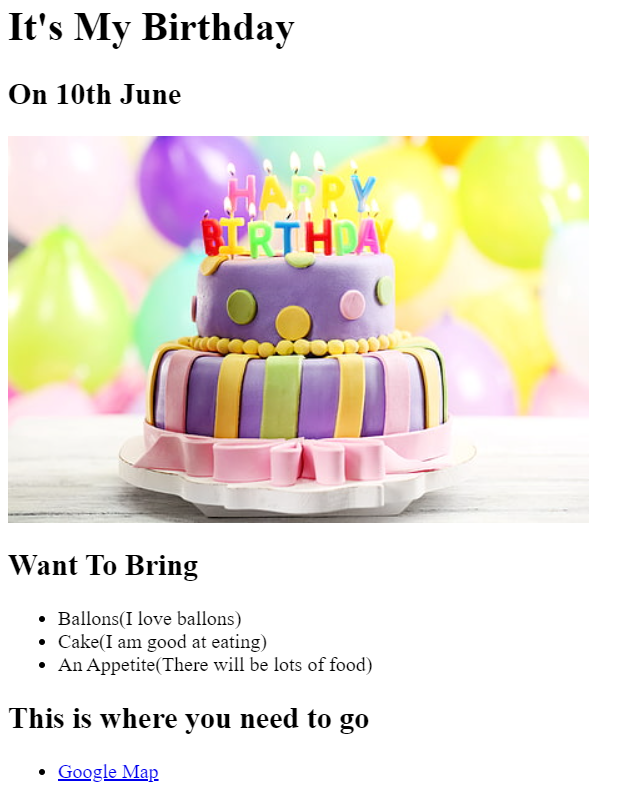 It's My Birthday
On 10th June
HAPPY
BIRTHDAY
Want To Bring
Ballons(I love ballons)
Cake(I am good at eating)
An Appetite(There will be lots of food)
This is where you need to go
Google Map